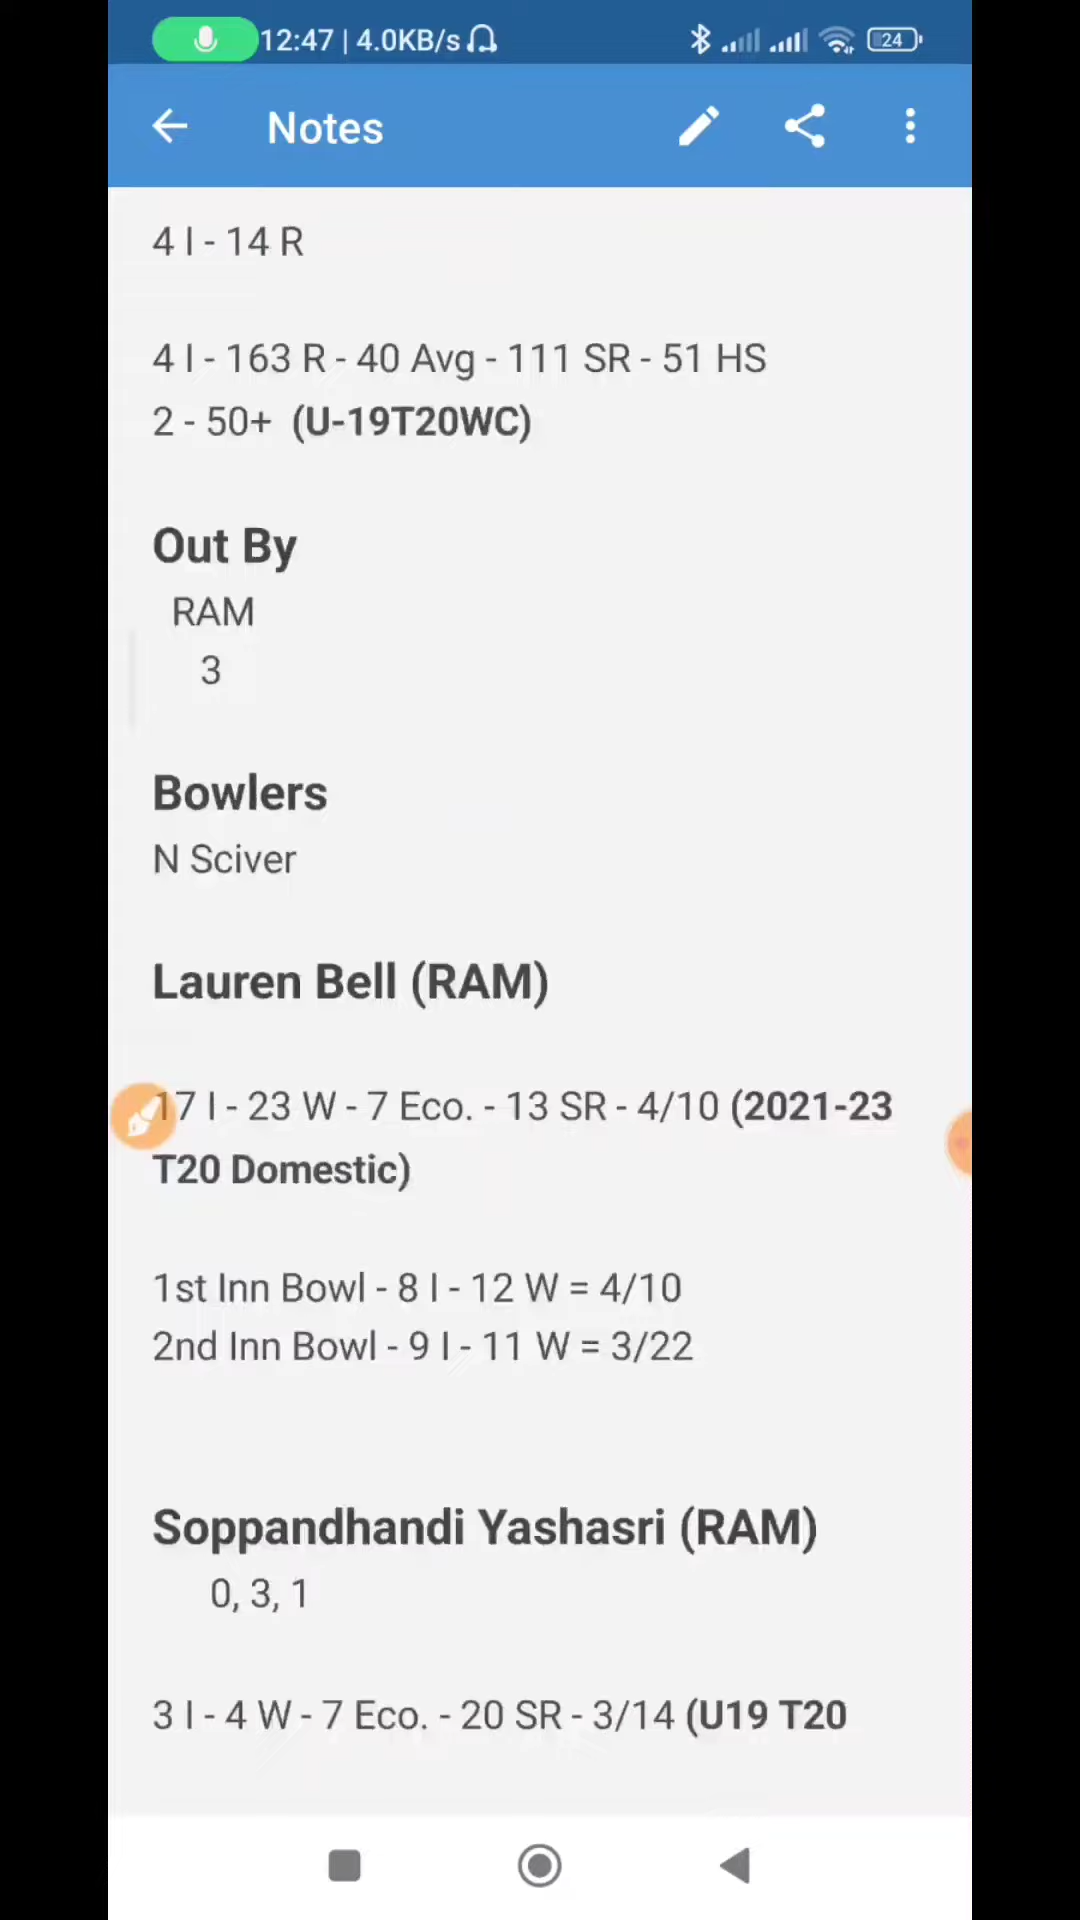 12:47 | 4.0KB/s 24
Notes
4 I - 14 R
4 I - 163 R - 40 Avg - 111 SR - 51 HS
2 - 50+ (U-19T20WC)
Out By
RAM
3
Bowlers
N Sciver
Lauren Bell (RAM)
17 I - 23 W - 7 Eco. - 13 SR - 4/10 (2021-23
T20 Domestic)
1st Inn Bowl - 8 I - 12 W = 4/10
2nd Inn Bowl - 9 I - 11 W = 3/22
Soppandhandi Yashasri (RAM)
0, 3, 1
3 I - 4 W - 7 Eco. - 20 SR - 3/14 (U19 T20